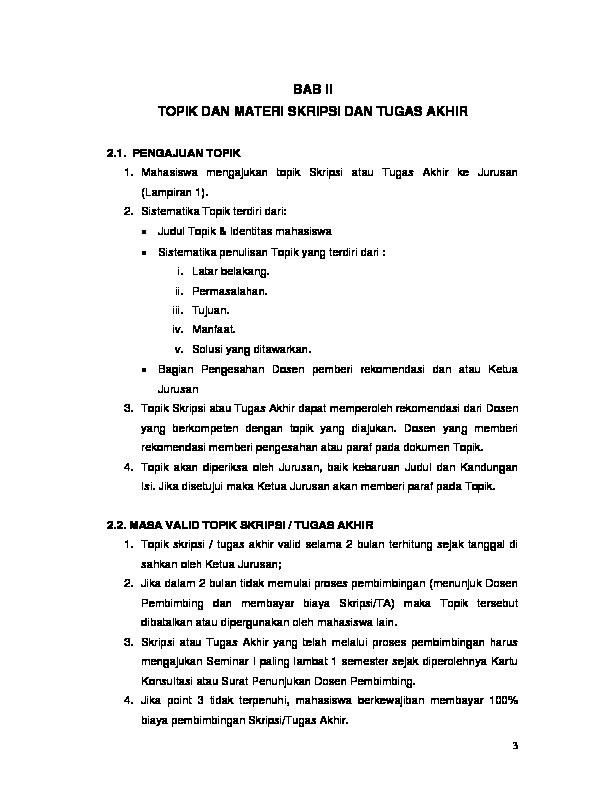 BAB II
TOPIK DAN MATERI SKRIPSI DAN TUGAS AKHIR
2.1. PENGAJUAN TOPIK
1. Mahasiswa mengajukan topik Skripsi atau Tugas Akhir ke Jurusan
(Lampiran 1).
2. Sistematika Topik terdiri dari:
• Judul Topik & Identitas mahasiswa
• Sistematika penulisan Topik yang terdiri dari :
i. Latar belakang.
ii. Permasalahan.
iii. Tujuan.
iv. Manfaat.
v. Solusi yang ditawarkan.
• Bagian Pengesahan Dosen pemberi rekomendasi dan atau Ketua
Jurusan
3. Topik Skripsi atau Tugas Akhir dapat memperoleh rekomendasi dari Dosen
yang berkompeten dengan topik yang diajukan. Dosen yang memberi
rekomendasi memberi pengesahan atau paraf pada dokumen Topik.
4. Topik akan diperiksa oleh Jurusan, baik kebaruan Judul dan Kandungan
Isi. Jika disetujui maka Ketua Jurusan akan memberi paraf pada Topik.
2.2. MASA VALID TOPIK SKRIPSI / TUGAS AKHIR
1. Topik skripsi / tugas akhir valid selama 2 bulan terhitung sejak tanggal di
sahkan oleh Ketua Jurusan;
2. Jika dalam 2 bulan tidak memulai proses pembimbingan (menunjuk Dosen
Pembimbing dan membayar biaya Skripsi/TA) maka Topik tersebut
dibatalkan atau dipergunakan oleh mahasiswa lain.
3. Skripsi atau Tugas Akhir yang telah melalui proses pembimbingan harus
mengajukan Seminar I paling lambat 1 semester sejak diperolehnya Kartu
Konsultasi atau Surat Penunjukan Dosen Pembimbing.
4. Jika point 3 tidak terpenuhi, mahasiswa berkewajiban membayar 100%
biaya pembimbingan Skripsi/Tugas Akhir.
3